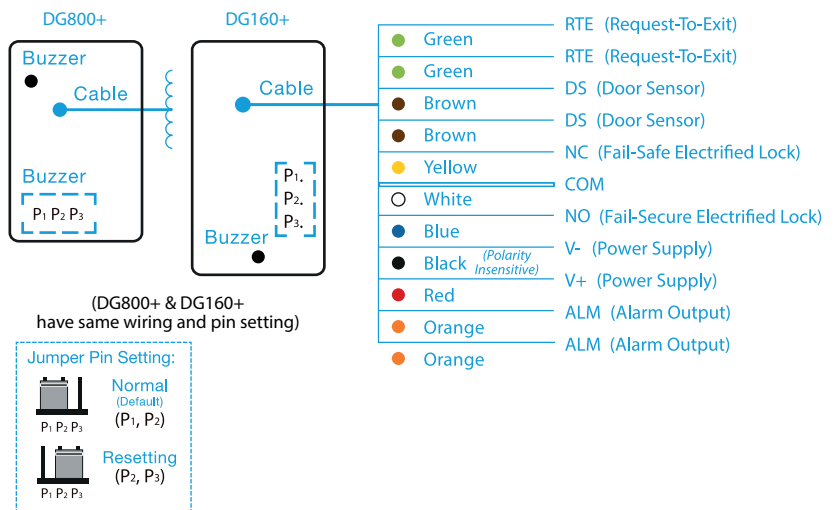 DG800+
Buzzer
Cable
Buzzer
P1 P2 P3
DG160+
Cable
P1.
P2.
P3.
Buzzer
Green
Green
Brown
Brown
Yellow
White
Blue
Black (Polarity Insensitive)
Red
Orange
Orange
RTE (Request-To-Exit)
RTE (Request-To-Exit)
DS (Door Sensor)
DS (Door Sensor)
NC (Fail-Safe Electrified Lock)
COM
NO (Fail-Secure Electrified Lock)
V- (Power Supply)
V+ (Power Supply)
ALM (Alarm Output)
ALM (Alarm Output)
(DG800+ & DG160+
have same wiring and pin setting)
Jumper Pin Setting:
Normal
(Default)
(P1, P2)
P1 P2 P3
Resetting
(P2, P3)
P1 P2 P3